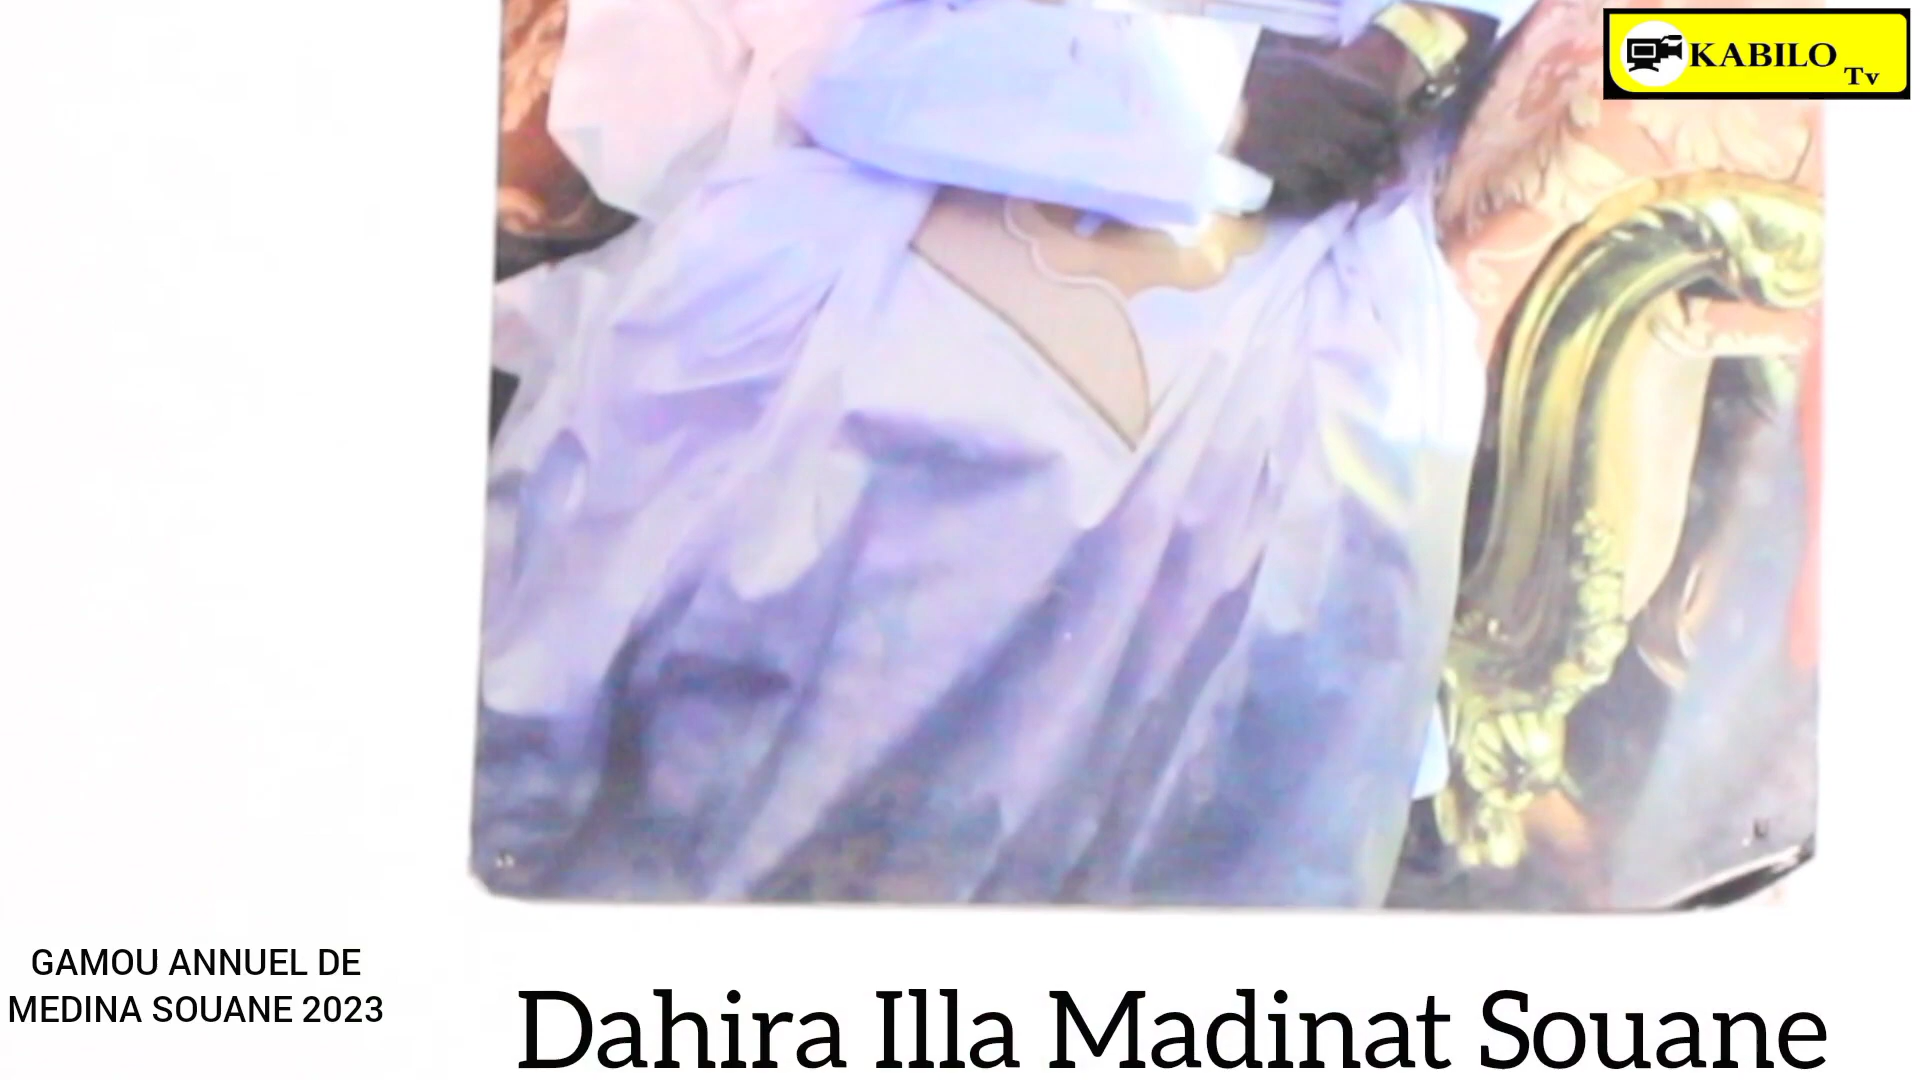 KABILO
Tv
GAMOU ANNUEL DE
MEDINA SOUANE 2023
Dahira Illa Madinat Souane